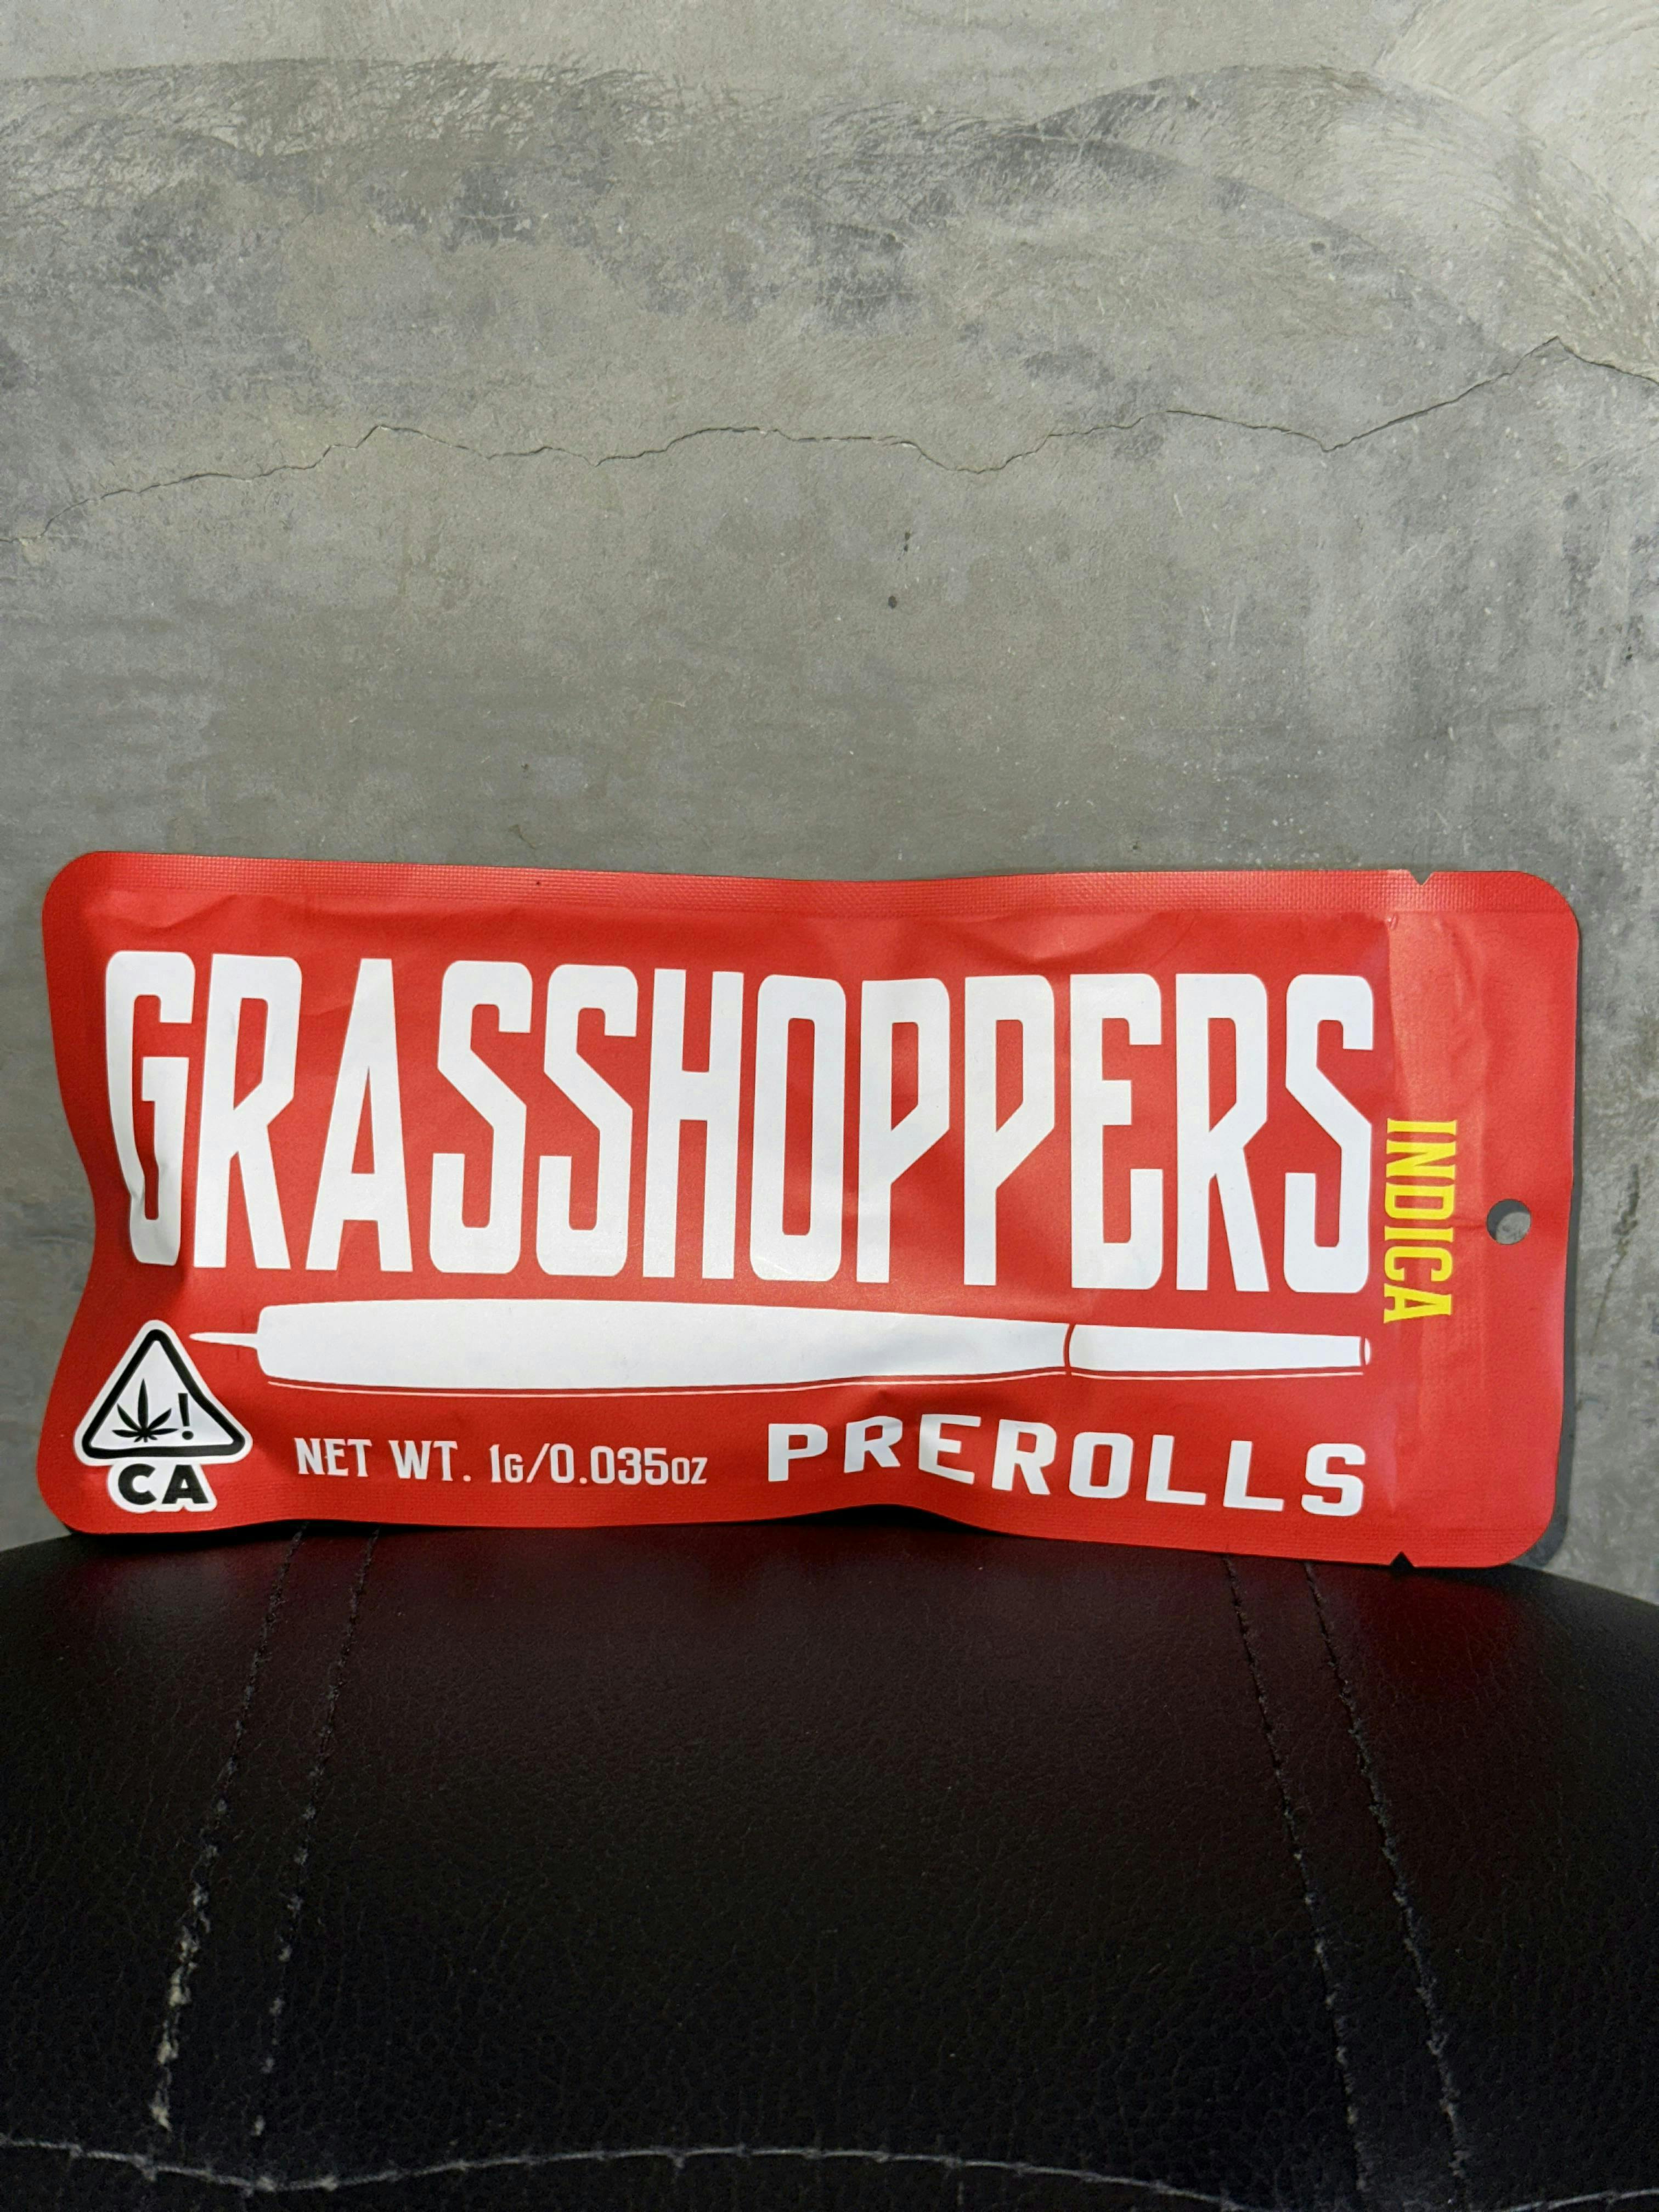 GRASSHOPPERS
INDICA
CA
NET WT. 1G/0.035OZ
PREROLLS